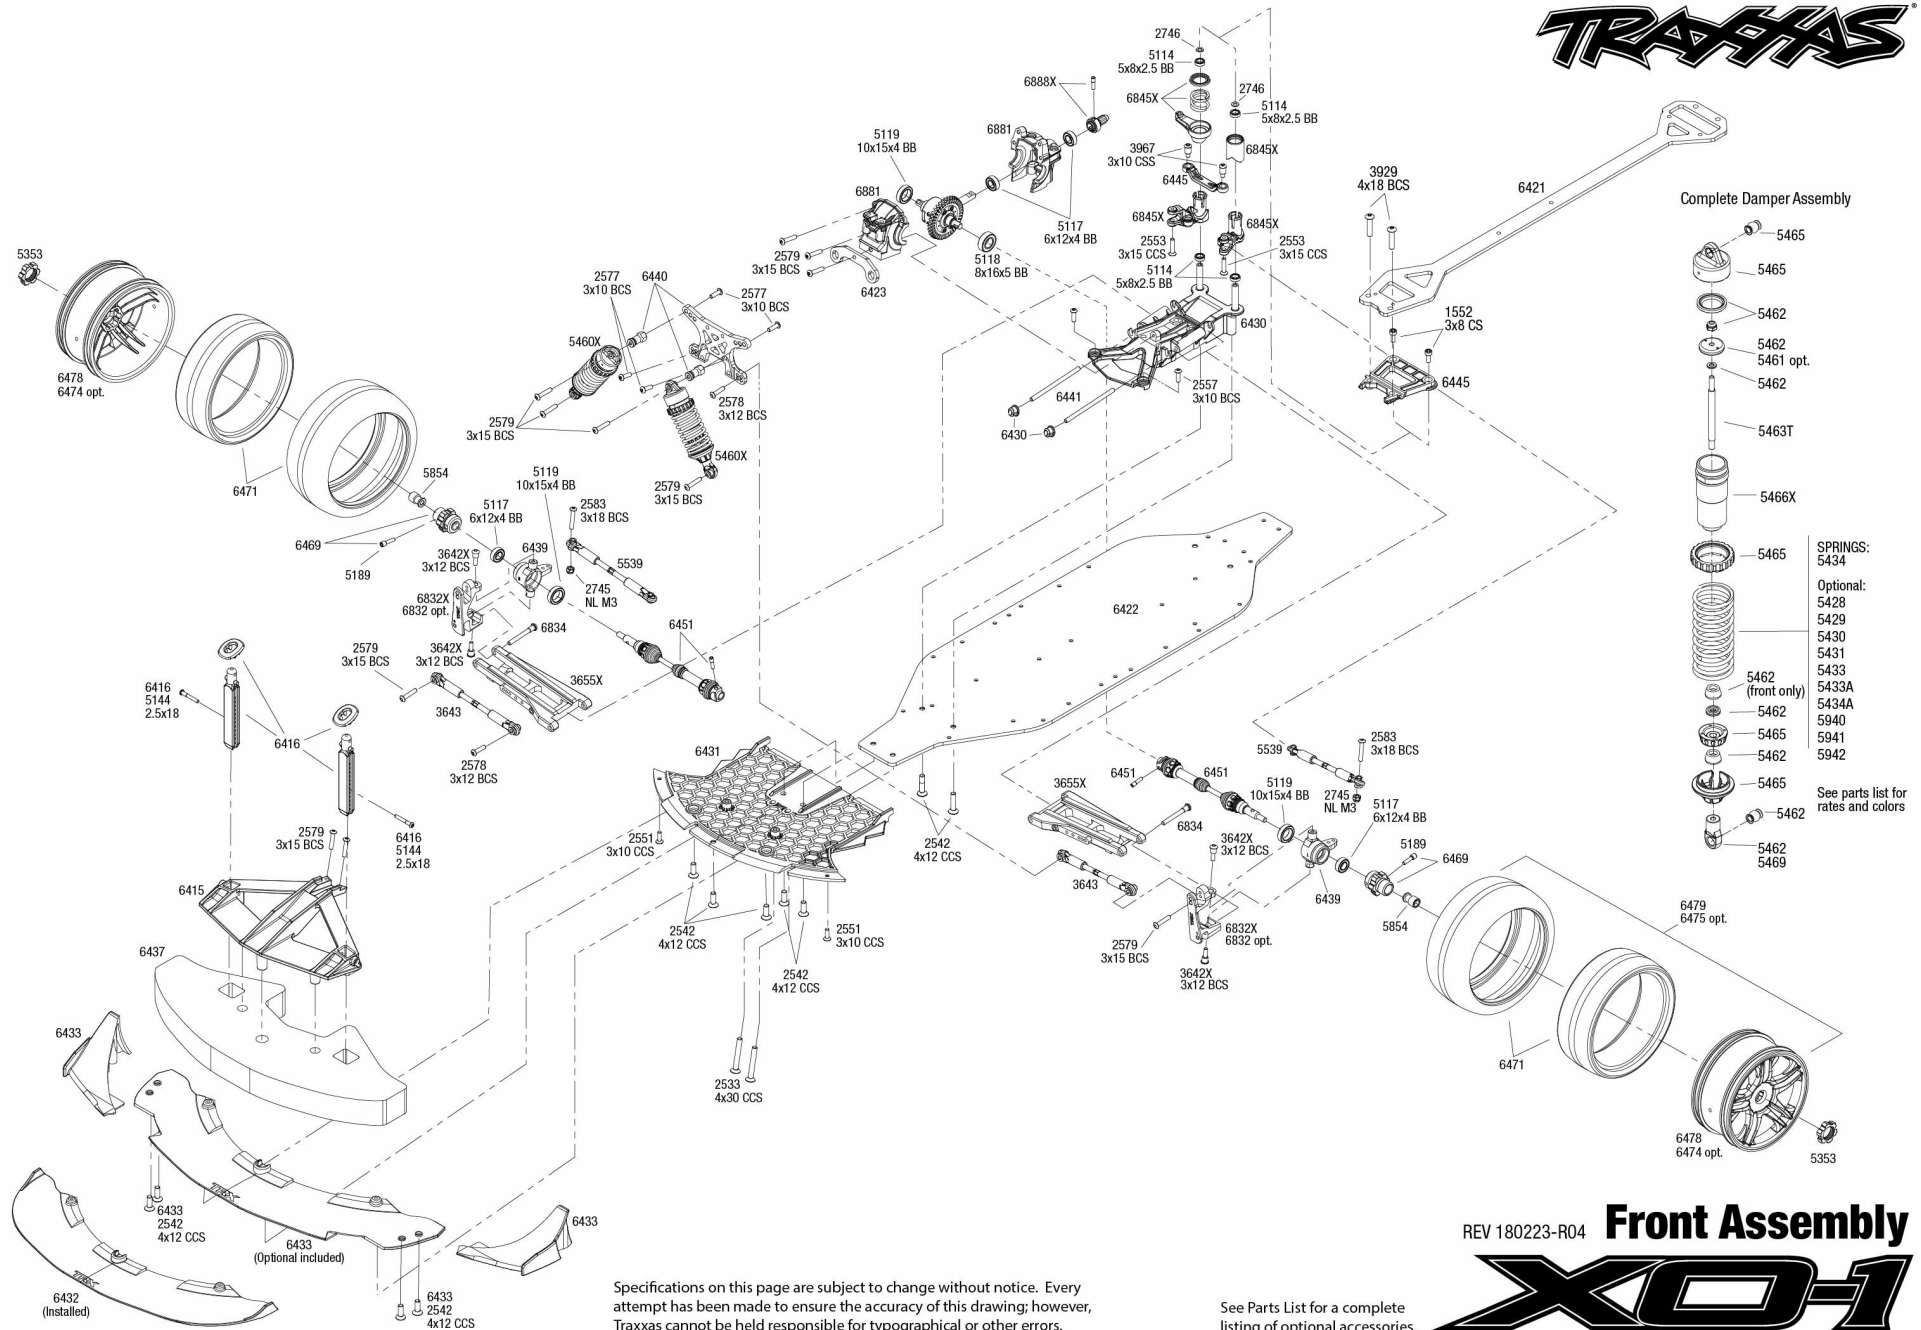 TRAXXAS
2746
5114
5x8x2.5 BB
6888X
6845X
2746
5114
5x8x2.5 BB
5119
10x15x4 BB
6881
3967
3x10 CSS
6845X
6445
6881
3929
4x18 BCS
6421
Complete Damper Assembly
6845X
6845X
5117
6x12x4 BB
2553
3x15 CCS
2553
3x15 CCS
5465
5353
2579
3x15 BCS
5118
8x16x5 BB
5114
5x8x2.5 BB
5465
2577
3x10 BCS
6440
2577
3x10 BCS
6423
6430
1552
3x8 CS
5462
5460X
5462
5461 opt.
6478
6474 opt.
2578
3x12 BCS
6441
2557
3x10 BCS
6445
5462
2579
3x15 BCS
6430
5463T
5460X
6471
5854
5119
10x15x4 BB
2579
3x15 BCS
5466X
5117
6x12x4 BB
2583
3x18 BCS
6469
5189
3642X
3x12 BCS
6439
5539
5465
SPRINGS:
5434
Optional:
5428
5429
5430
5431
5433
5433A
5434A
5940
5941
5942
See parts list for
rates and colors
6832X
6832 opt.
2745
NL M3
6422
6834
6451
2579
3x15 BCS
3642X
3x12 BCS
3655X
5462
(front only)
6416
5144
2.5x18
3643
5462
6416
2578
3x12 BCS
6431
5539
2583
3x18 BCS
5465
5462
6451
6451
3655X
5119
10x15x4 BB
2745
NL M3
5465
5117
6x12x4 BB
5462
6834
2579
3x15 BCS
6416
5144
2.5x18
2551
3x10 CCS
2542
4x12 CCS
3642X
3x12 BCS
5189
6469
5462
5469
6415
3643
6439
5854
6479
6475 opt.
2542
4x12 CCS
2551
3x10 CCS
2579
3x15 BCS
6832X
6832 opt.
6437
2542
4x12 CCS
3642X
3x12 BCS
6433
6471
2533
4x30 CCS
6478
6474 opt.
5353
6433
2542
4x12 CCS
6433
(Optional included)
6433
6432
(Installed)
6433
2542
4x12 CCS
REV 180223-R04
Front Assembly
XO-1
Specifications on this page are subject to change without notice. Every
attempt has been made to ensure the accuracy of this drawing; however,
Traxxas cannot be held responsible for typographical or other errors.
See Parts List for a complete
listing of optional accessories